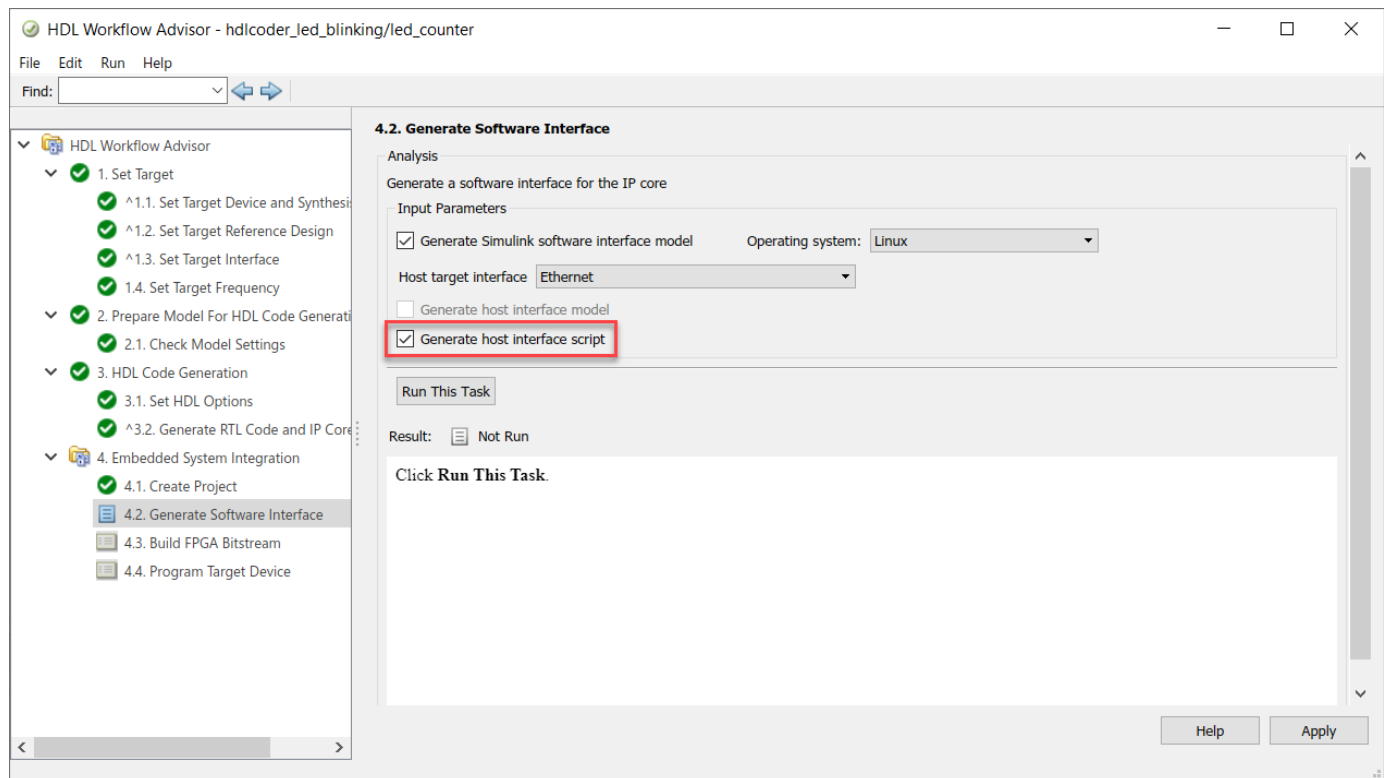 HDL Workflow Advisor - hdlcoder_led_blinking/led_counter
File Edit Run Help
Find:
HDL Workflow Advisor
1. Set Target
^1.1. Set Target Device and Synthesi
^1.2. Set Target Reference Design
^1.3. Set Target Interface
1.4. Set Target Frequency
2. Prepare Model For HDL Code Generati
2.1. Check Model Settings
3. HDL Code Generation
3.1. Set HDL Options
^3.2. Generate RTL Code and IP Core
4. Embedded System Integration
4.1. Create Project
4.2. Generate Software Interface
4.3. Build FPGA Bitstream
4.4. Program Target Device
4.2. Generate Software Interface
Analysis
Generate a software interface for the IP core
Input Parameters
Generate Simulink software interface model Operating system: Linux
Host target interface Ethernet
Generate host interface model
Generate host interface script
Run This Task
Result: Not Run
Click Run This Task.
Help Apply